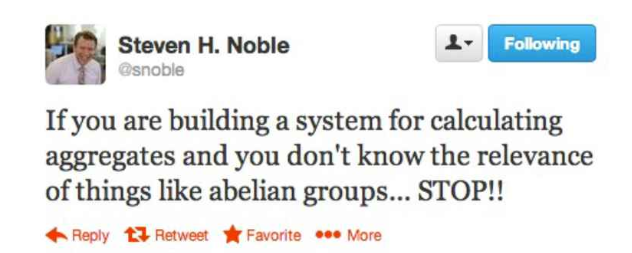 Steven H. Noble
Following
@snoble
If you are building a system for calculating
aggregates and you don't know the relevance
of things like abelian groups... STOP!!
Reply Retweet Favorite More